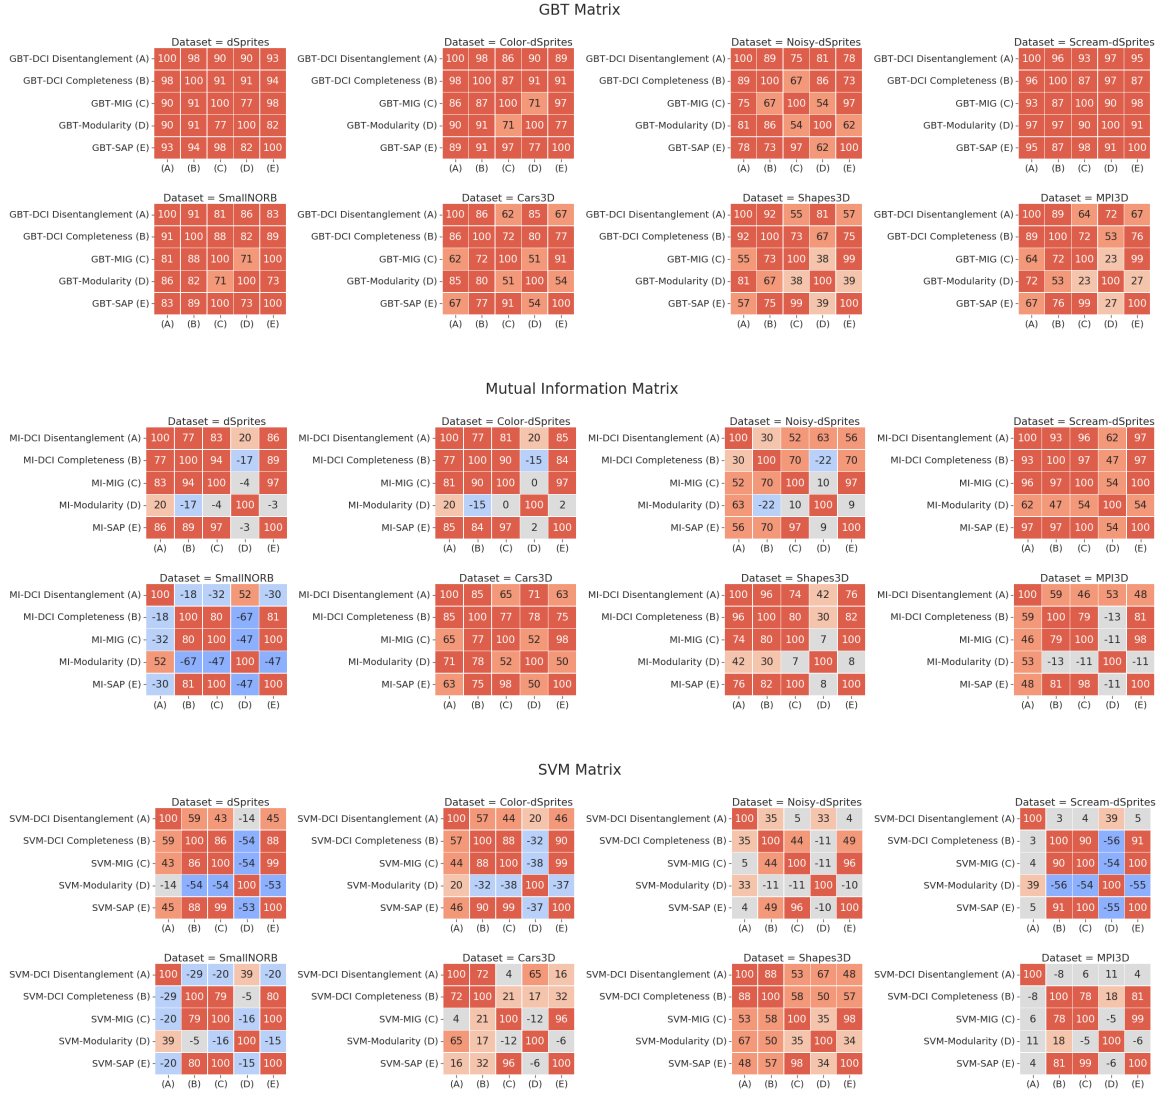 GBT Matrix
Dataset = dSprites Dataset = Color-dSprites Dataset = Noisy-dSprites Dataset = Scream-dSprites
GBT-DCI Disentanglement (A) 100 98 90 90 93 GBT-DCI Disentanglement (A) 100 98 86 90 89 GBT-DCI Disentanglement (A) 100 89 75 81 78 GBT-DCI Disentanglement (A) 100 96 93 97 95
GBT-DCI Completeness (B) 98 100 91 91 94 GBT-DCI Completeness (B) 98 100 87 91 91 GBT-DCI Completeness (B) 89 100 67 86 73 GBT-DCI Completeness (B) 96 100 87 97 87
GBT-MIG (C) 90 91 100 77 98 GBT-MIG (C) 86 87 100 71 97 GBT-MIG (C) 75 67 100 54 97 GBT-MIG (C) 93 87 100 90 98
GBT-Modularity (D) 90 91 77 100 82 GBT-Modularity (D) 90 91 71 100 77 GBT-Modularity (D) 81 86 54 100 62 GBT-Modularity (D) 97 97 90 100 91
GBT-SAP (E) 93 94 98 82 100 GBT-SAP (E) 89 91 97 77 100 GBT-SAP (E) 78 73 97 62 100 GBT-SAP (E) 95 87 98 91 100
(A) (B) (C) (D) (E) (A) (B) (C) (D) (E) (A) (B) (C) (D) (E) (A) (B) (C) (D) (E)
Dataset = SmallNORB Dataset = Cars3D Dataset = Shapes3D Dataset = MPI3D
GBT-DCI Disentanglement (A) 100 91 81 86 83 GBT-DCI Disentanglement (A) 100 86 62 85 67 GBT-DCI Disentanglement (A) 100 92 55 81 57 GBT-DCI Disentanglement (A) 100 89 64 72 67
GBT-DCI Completeness (B) 91 100 88 82 89 GBT-DCI Completeness (B) 86 100 72 80 77 GBT-DCI Completeness (B) 92 100 73 67 75 GBT-DCI Completeness (B) 89 100 72 53 76
GBT-MIG (C) 81 88 100 71 100 GBT-MIG (C) 62 72 100 51 91 GBT-MIG (C) 55 73 100 38 99 GBT-MIG (C) 64 72 100 23 99
GBT-Modularity (D) 86 82 71 100 73 GBT-Modularity (D) 85 80 51 100 54 GBT-Modularity (D) 81 67 38 100 39 GBT-Modularity (D) 72 53 23 100 27
GBT-SAP (E) 83 89 100 73 100 GBT-SAP (E) 67 77 91 54 100 GBT-SAP (E) 57 75 99 39 100 GBT-SAP (E) 67 76 99 27 100
(A) (B) (C) (D) (E) (A) (B) (C) (D) (E) (A) (B) (C) (D) (E) (A) (B) (C) (D) (E)
Mutual Information Matrix
Dataset = dSprites Dataset = Color-dSprites Dataset = Noisy-dSprites Dataset = Scream-dSprites
MI-DCI Disentanglement (A) 100 77 83 20 86 MI-DCI Disentanglement (A) 100 77 81 20 85 MI-DCI Disentanglement (A) 100 30 52 63 56 MI-DCI Disentanglement (A) 100 93 96 62 97
MI-DCI Completeness (B) 77 100 94 -17 89 MI-DCI Completeness (B) 77 100 90 -15 84 MI-DCI Completeness (B) 30 100 70 -22 70 MI-DCI Completeness (B) 93 100 97 47 97
MI-MIG (C) 83 94 100 -4 97 MI-MIG (C) 81 90 100 0 97 MI-MIG (C) 52 70 100 10 97 MI-MIG (C) 96 97 100 54 100
MI-Modularity (D) 20 -17 -4 100 -3 MI-Modularity (D) 20 -15 0 100 2 MI-Modularity (D) 63 -22 10 100 9 MI-Modularity (D) 62 47 54 100 54
MI-SAP (E) 86 89 97 -3 100 MI-SAP (E) 85 84 97 2 100 MI-SAP (E) 56 70 97 9 100 MI-SAP (E) 97 97 100 54 100
(A) (B) (C) (D) (E) (A) (B) (C) (D) (E) (A) (B) (C) (D) (E) (A) (B) (C) (D) (E)
Dataset = SmallNORB Dataset = Cars3D Dataset = Shapes3D Dataset = MPI3D
MI-DCI Disentanglement (A) 100 -18 -32 52 -30 MI-DCI Disentanglement (A) 100 85 65 71 63 MI-DCI Disentanglement (A) 100 96 74 42 76 MI-DCI Disentanglement (A) 100 59 46 53 48
MI-DCI Completeness (B) -18 100 80 -67 81 MI-DCI Completeness (B) 85 100 77 78 75 MI-DCI Completeness (B) 96 100 80 30 82 MI-DCI Completeness (B) 59 100 79 -13 81
MI-MIG (C) -32 80 100 -47 100 MI-MIG (C) 65 77 100 52 98 MI-MIG (C) 74 80 100 7 100 MI-MIG (C) 46 79 100 -11 98
MI-Modularity (D) 52 -67 -47 100 -47 MI-Modularity (D) 71 78 52 100 50 MI-Modularity (D) 42 30 7 100 8 MI-Modularity (D) 53 -13 -11 100 -11
MI-SAP (E) -30 81 100 -47 100 MI-SAP (E) 63 75 98 50 100 MI-SAP (E) 76 82 100 8 100 MI-SAP (E) 48 81 98 -11 100
(A) (B) (C) (D) (E) (A) (B) (C) (D) (E) (A) (B) (C) (D) (E) (A) (B) (C) (D) (E)
SVM Matrix
Dataset = dSprites Dataset = Color-dSprites Dataset = Noisy-dSprites Dataset = Scream-dSprites
SVM-DCI Disentanglement (A) 100 59 43 -14 45 SVM-DCI Disentanglement (A) 100 57 44 20 46 SVM-DCI Disentanglement (A) 100 35 5 33 4 SVM-DCI Disentanglement (A) 100 3 4 39 5
SVM-DCI Completeness (B) 59 100 86 -54 88 SVM-DCI Completeness (B) 57 100 88 -32 90 SVM-DCI Completeness (B) 35 100 44 -11 49 SVM-DCI Completeness (B) 3 100 90 -56 91
SVM-MIG (C) 43 86 100 -54 99 SVM-MIG (C) 44 88 100 -38 99 SVM-MIG (C) 5 44 100 -11 96 SVM-MIG (C) 4 90 100 -54 100
SVM-Modularity (D) -14 -54 -54 100 -53 SVM-Modularity (D) 20 -32 -38 100 -37 SVM-Modularity (D) 33 -11 -11 100 -10 SVM-Modularity (D) 39 -56 -54 100 -55
SVM-SAP (E) 45 88 99 -53 100 SVM-SAP (E) 46 90 99 -37 100 SVM-SAP (E) 4 49 96 -10 100 SVM-SAP (E) 5 91 100 -55 100
(A) (B) (C) (D) (E) (A) (B) (C) (D) (E) (A) (B) (C) (D) (E) (A) (B) (C) (D) (E)
Dataset = SmallNORB Dataset = Cars3D Dataset = Shapes3D Dataset = MPI3D
SVM-DCI Disentanglement (A) 100 -29 -20 39 -20 SVM-DCI Disentanglement (A) 100 72 4 65 16 SVM-DCI Disentanglement (A) 100 88 53 67 48 SVM-DCI Disentanglement (A) 100 -8 6 11 4
SVM-DCI Completeness (B) -29 100 79 -5 80 SVM-DCI Completeness (B) 72 100 21 17 32 SVM-DCI Completeness (B) 88 100 58 50 57 SVM-DCI Completeness (B) -8 100 78 18 81
SVM-MIG (C) -20 79 100 -16 100 SVM-MIG (C) 4 21 100 -12 96 SVM-MIG (C) 53 58 100 35 98 SVM-MIG (C) 6 78 100 -5 99
SVM-Modularity (D) 39 -5 -16 100 -15 SVM-Modularity (D) 65 17 -12 100 -6 SVM-Modularity (D) 67 50 35 100 34 SVM-Modularity (D) 11 18 -5 100 -6
SVM-SAP (E) -20 80 100 -15 100 SVM-SAP (E) 16 32 96 -6 100 SVM-SAP (E) 48 57 98 34 100 SVM-SAP (E) 4 81 99 -6 100
(A) (B) (C) (D) (E) (A) (B) (C) (D) (E) (A) (B) (C) (D) (E) (A) (B) (C) (D) (E)